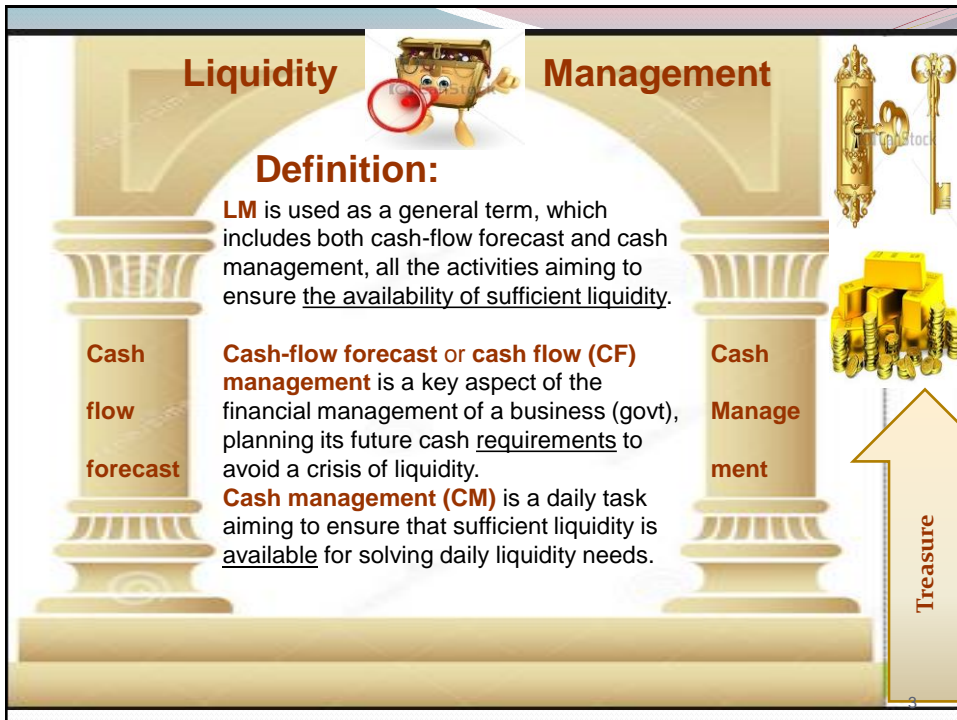 Liquidity Management
Definition:
LM is used as a general term, which
includes both cash-flow forecast and cash
management, all the activities aiming to
ensure the availability of sufficient liquidity.
Cash
flow
forecast
Cash-flow forecast or cash flow (CF)
management is a key aspect of the
financial management of a business (govt),
planning its future cash requirements to
avoid a crisis of liquidity.
Cash management (CM) is a daily task
aiming to ensure that sufficient liquidity is
available for solving daily liquidity needs.
Cash
Manage
ment
Treasure
3